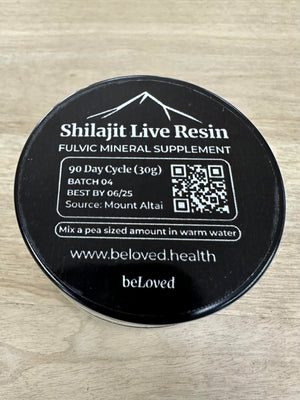 Shilajit Live Resin
FULVIC MINERAL SUPPLEMENT
90 Day Cycle (30g)
BATCH 04
BEST BY 06/25
Source: Mount Altai
Mix a pea sized amount in warm water
www.beloved.health
beLoved